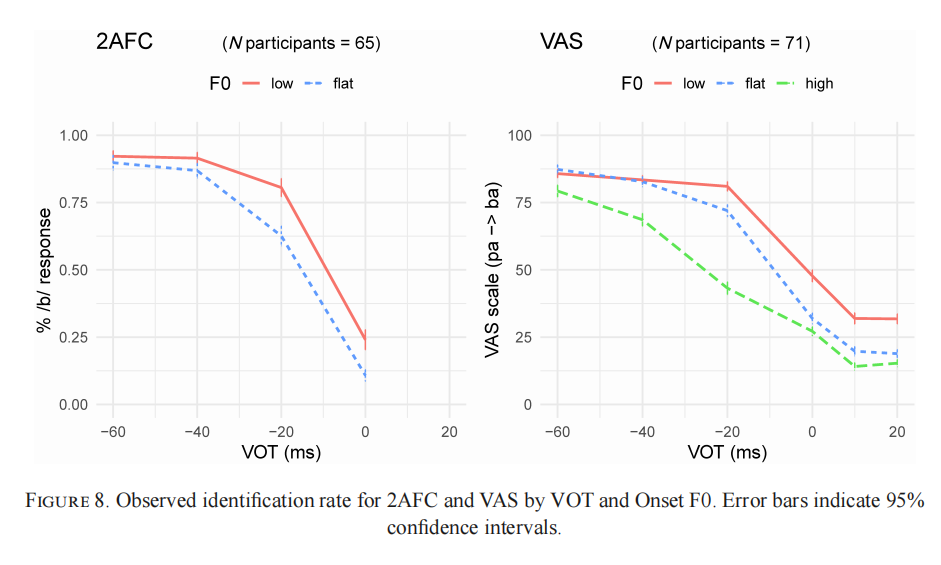 2AFC (N participants = 65)
F0 low flat
1.00
0.75
0.50
0.25
0.00
% /b/ response
−60 −40 −20 0 20
VOT (ms)
VAS (N participants = 71)
F0 low flat high
100
75
50
25
0
VAS scale (pa −> ba)
−60 −40 −20 0 20
VOT (ms)
FIGURE 8. Observed identification rate for 2AFC and VAS by VOT and Onset F0. Error bars indicate 95%
confidence intervals.